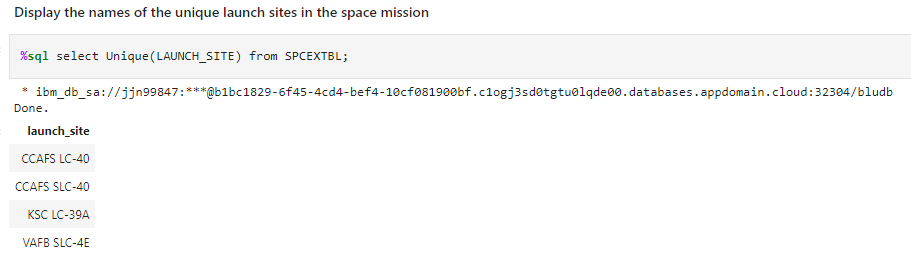 Display the names of the unique launch sites in the space mission
%sql select Unique(LAUNCH_SITE) from SPCEXTBL;
* ibm_db_sa://jjn99847:***@b1bc1829-6f45-4cd4-bef4-10cf081900bf.c1ogj3sd0tgtu0lqde00.databases.appdomain.cloud:32304/bludb
Done.
launch_site
CCAFS LC-40
CCAFS SLC-40
KSC LC-39A
VAFB SLC-4E